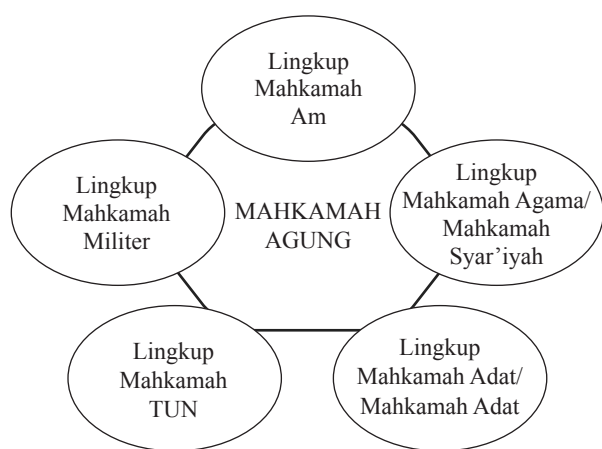 Lingkup
Mahkamah
Am
Lingkup
Mahkamah
Militer
MAHKAMAH
AGUNG
Lingkup
Mahkamah Agama/
Mahkamah
Syar’iyah
Lingkup
Mahkamah
TUN
Lingkup
Mahkamah Adat/
Mahkamah Adat